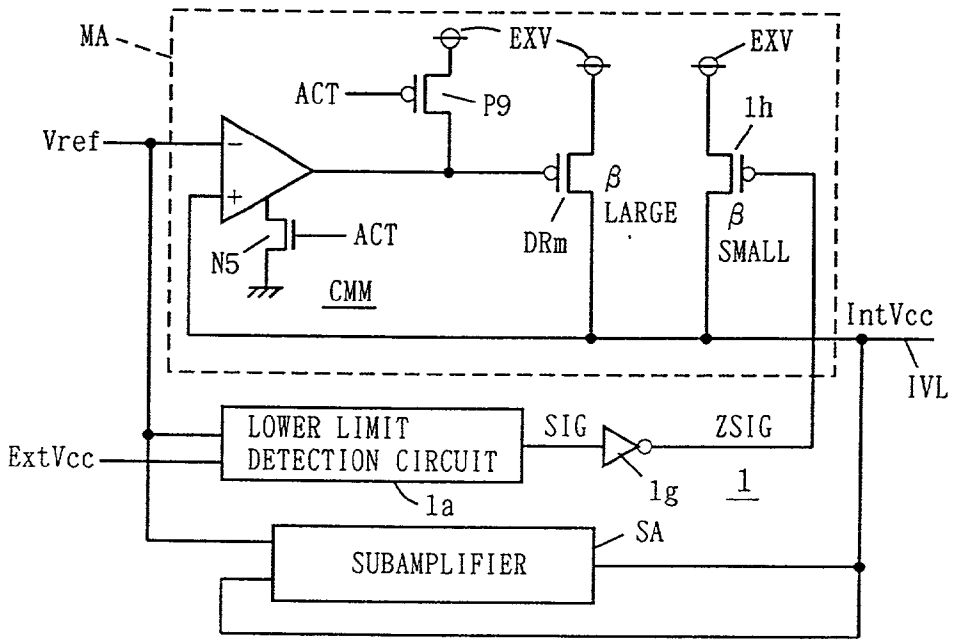 MA
EXV
EXV
ACT
P9
1h
Vref
−
+
β
LARGE
DRm
β
SMALL
N5
ACT
CMM
IntVcc
IVL
LOWER LIMIT
DETECTION CIRCUIT
SIG
ZSIG
ExtVcc
1a
1g
1
SA
SUBAMPLIFIER